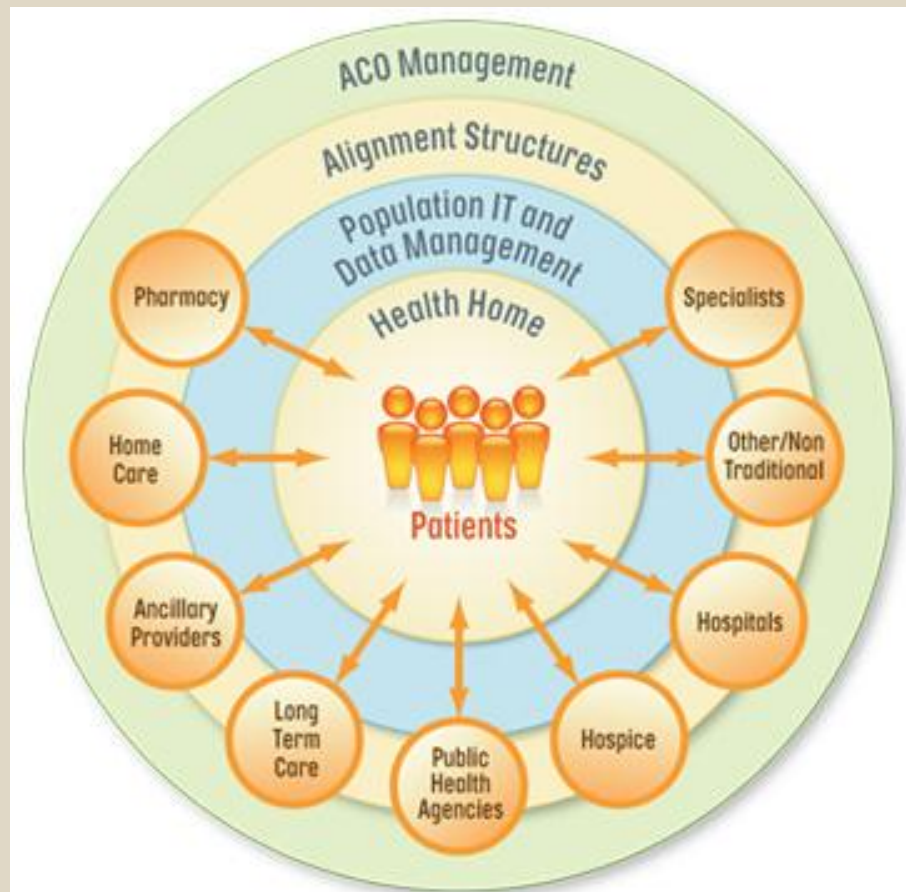 ACO Management
Alignment Structures
Population IT and
Data Management
Health Home
Pharmacy
Specialists
Home
Care
Other/Non
Traditional
Patients
Ancillary
Providers
Hospitals
Long
Term
Care
Public
Health
Agencies
Hospice